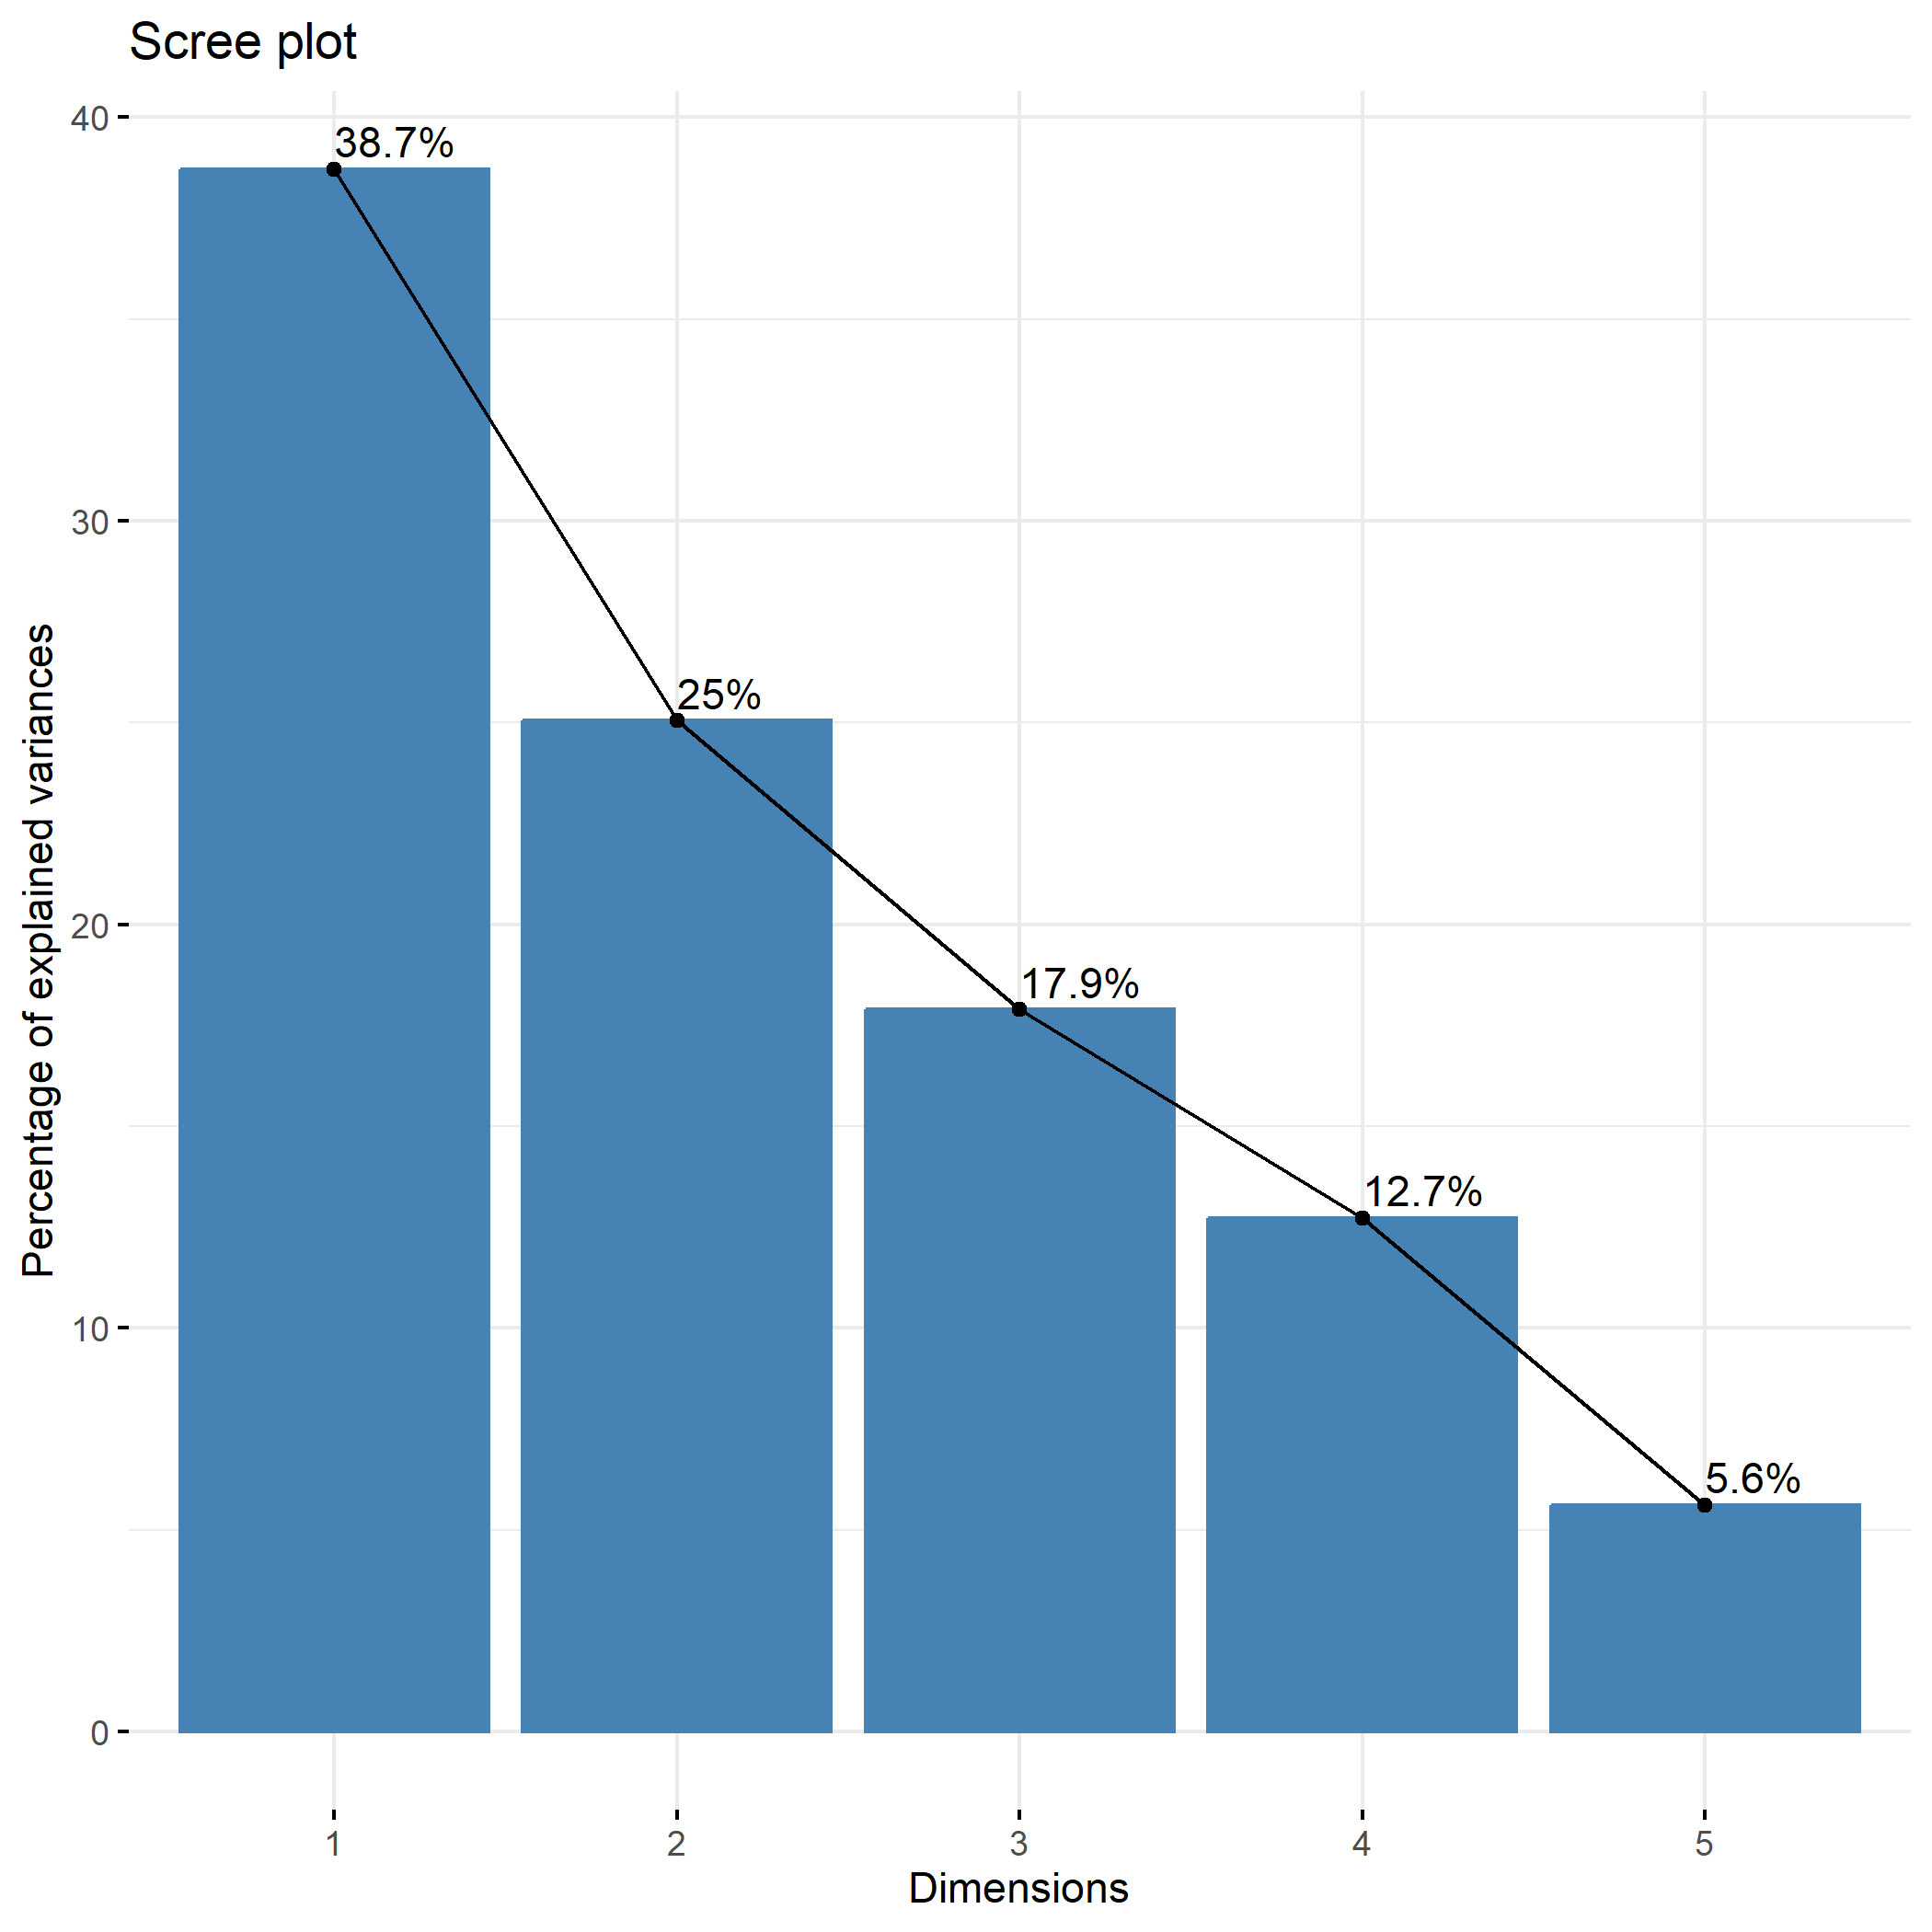 Scree plot
40
30
20
10
0
Percentage of explained variances
38.7%
25%
17.9%
12.7%
5.6%
1 2 3 4 5
Dimensions